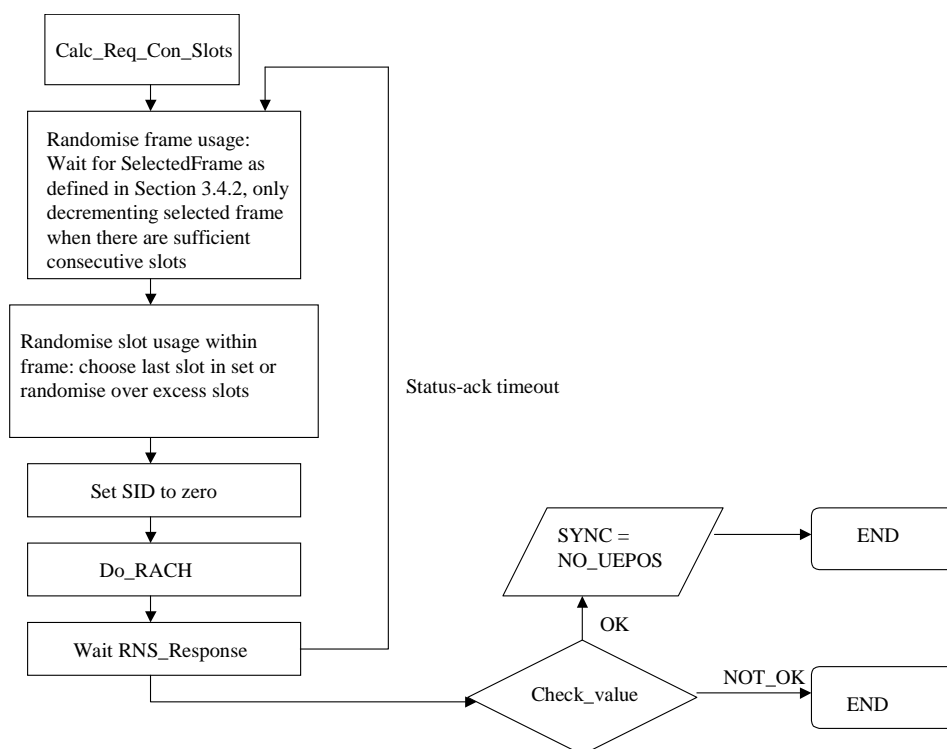 Calc_Req_Con_Slots
Randomise frame usage:
Wait for SelectedFrame as
defined in Section 3.4.2, only
decrementing selected frame
when there are sufficient
consecutive slots
Randomise slot usage within
frame: choose last slot in set or
randomise over excess slots
Status-ack timeout
Set SID to zero
Do_RACH
Wait RNS_Response
SYNC =
NO_UEPOS
END
OK
Check_value
NOT_OK
END